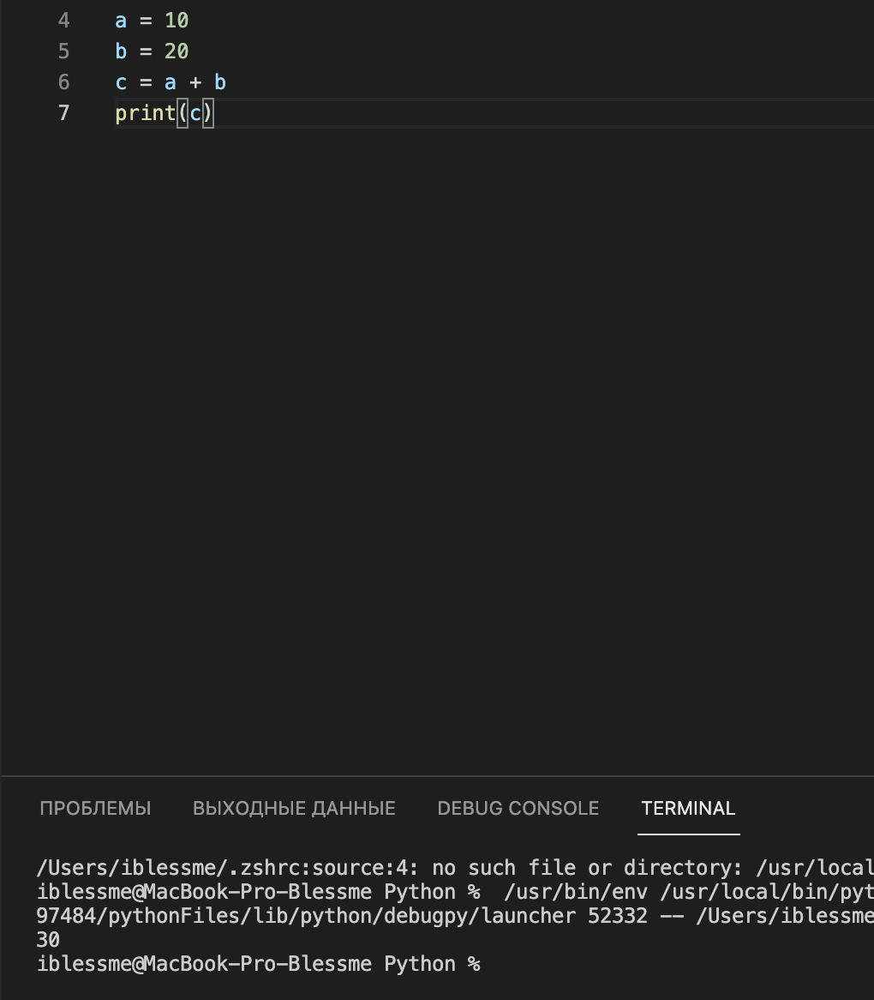 4 a = 10
5 b = 20
6 c = a + b
7 print(c)
ПРОБЛЕМЫ ВЫХОДНЫЕ ДАННЫЕ DEBUG CONSOLE TERMINAL
/Users/iblessme/.zshrc:source:4: no such file or directory: /usr/local
iblessme@MacBook-Pro-Blessme Python % /usr/bin/env /usr/local/bin/pyt
97484/pythonFiles/lib/python/debugpy/launcher 52332 -- /Users/iblessme
30
iblessme@MacBook-Pro-Blessme Python %